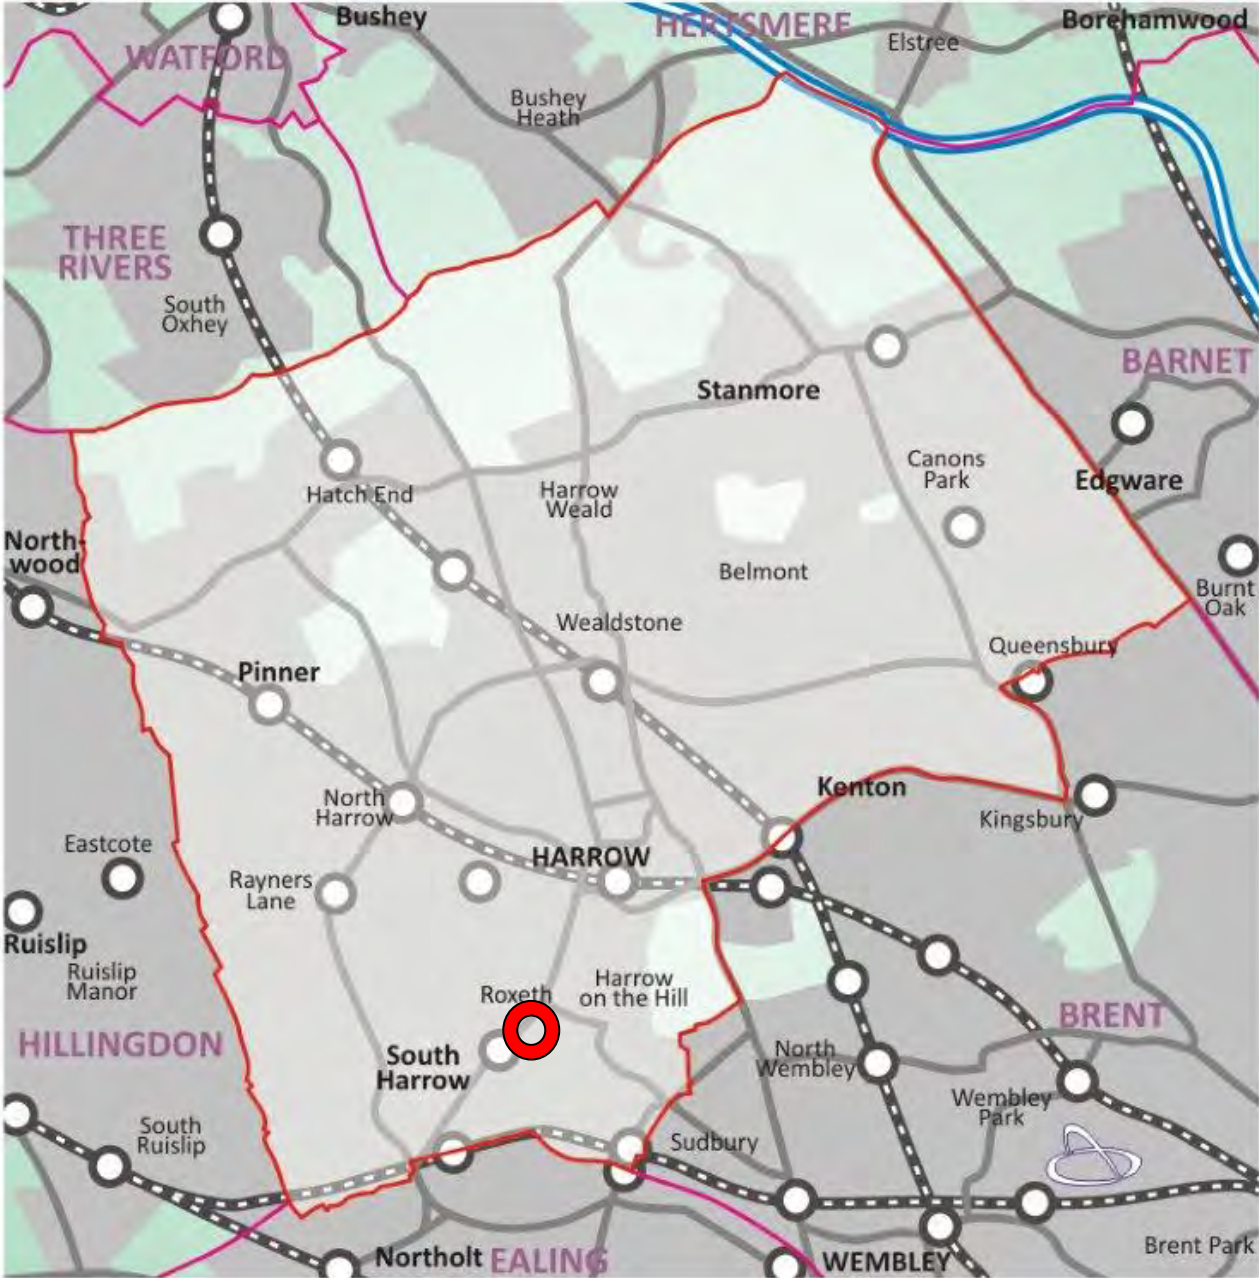 Bushey
HERTSMERE
Borehamwood
WATFORD
Elstree
Bushey
Heath
THREE
RIVERS
South
Oxhey
BARNET
Stanmore
Canons
Park
Edgware
Hatch End
Harrow
Weald
North-
wood
Belmont
Burnt
Oak
Wealdstone
Queensbury
Pinner
Kenton
North
Harrow
Kingsbury
Eastcote
HARROW
Rayners
Lane
Ruislip
Ruislip
Manor
Roxeth
Harrow
on the Hill
HILLINGDON
BRENT
South
Harrow
North
Wembley
Wembley
Park
South
Ruislip
Sudbury
Northolt
EALING
WEMBLEY
Brent Park